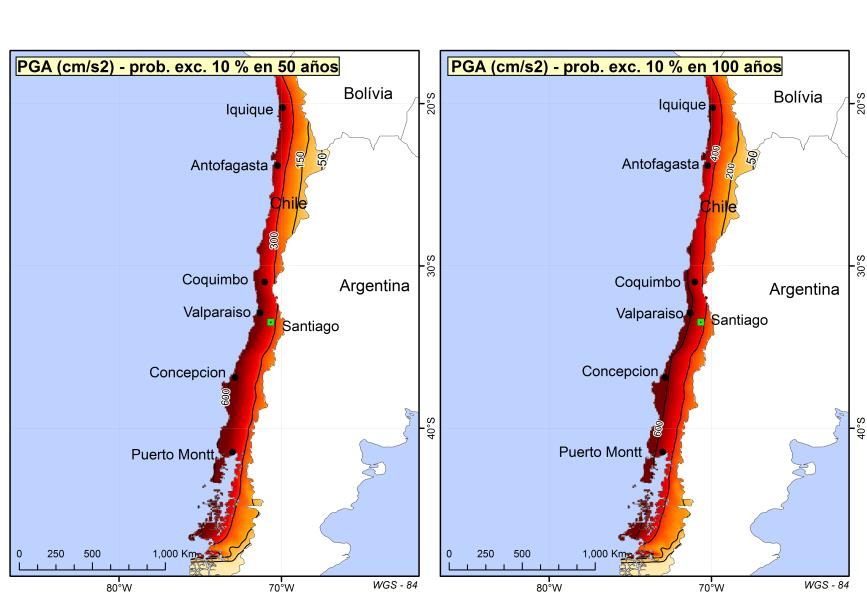 PGA (cm/s2) - prob. exc. 10 % en 50 años
Bolívia
Iquique
Antofagasta
150
50
Chile
300
Coquimbo
Argentina
Valparaiso
Santiago
Concepcion
600
Puerto Montt
0 250 500 1,000 Km
80°W 70°W
WGS - 84
PGA (cm/s2) - prob. exc. 10 % en 100 años
Bolívia
20°S
Iquique
400
Antofagasta
200
50
Chile
30°S
Coquimbo
Argentina
Valparaiso
Santiago
Concepcion
600
40°S
Puerto Montt
0 250 500 1,000 Km
80°W 70°W
WGS - 84